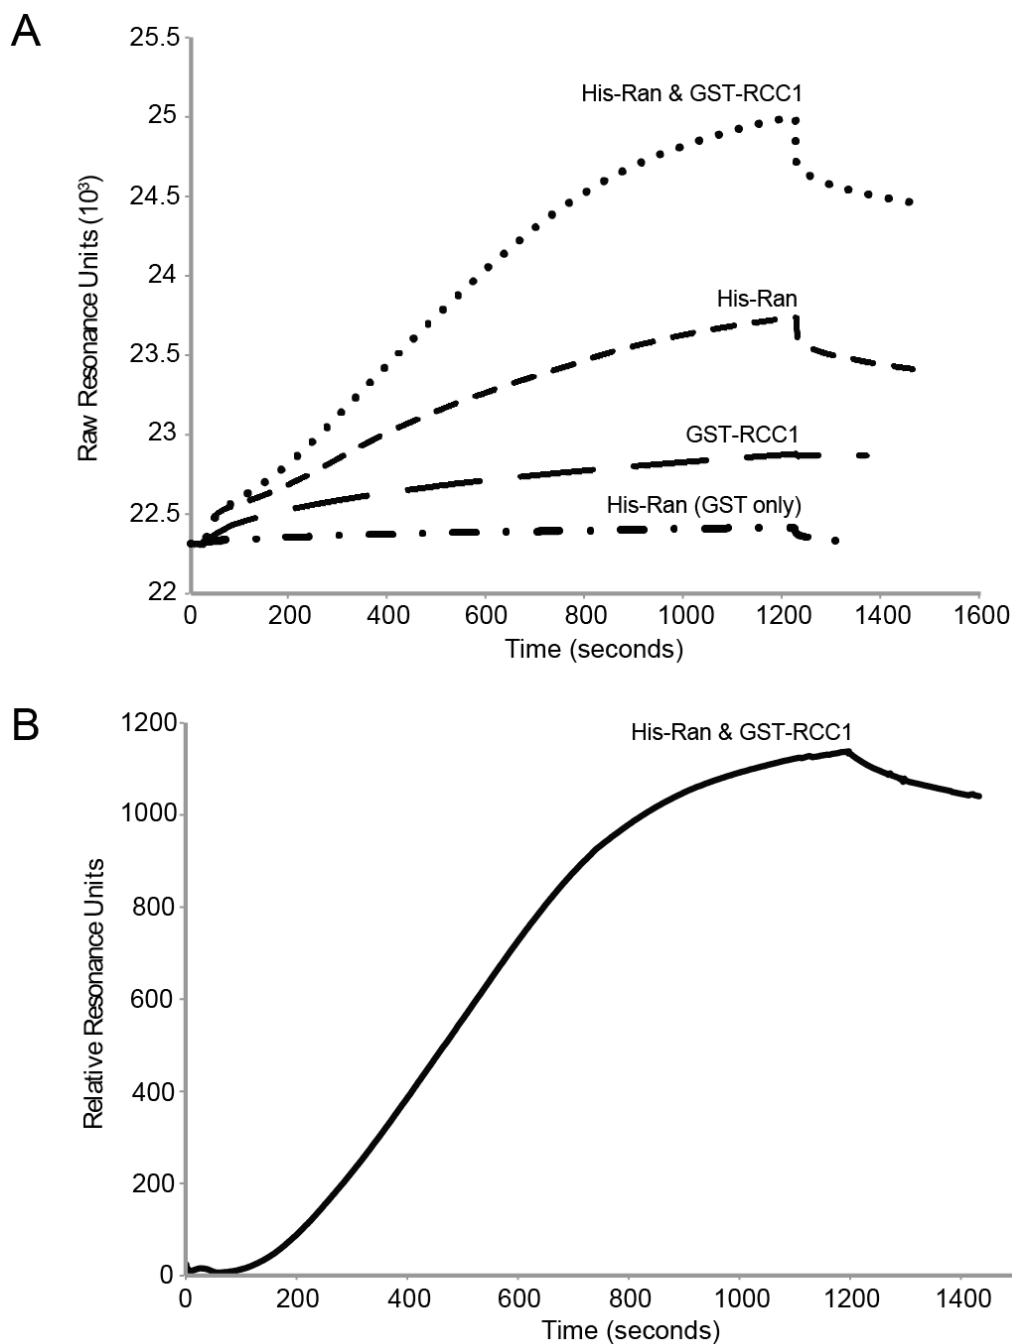 A
25.5
25
24.5
24
23.5
23
22.5
22
Raw Resonance Units (10³)
His-Ran & GST-RCC1
His-Ran
GST-RCC1
His-Ran (GST only)
0 200 400 600 800 1000 1200 1400 1600
Time (seconds)
B
1200
1000
800
600
400
200
0
Relative Resonance Units
His-Ran & GST-RCC1
0 200 400 600 800 1000 1200 1400
Time (seconds)